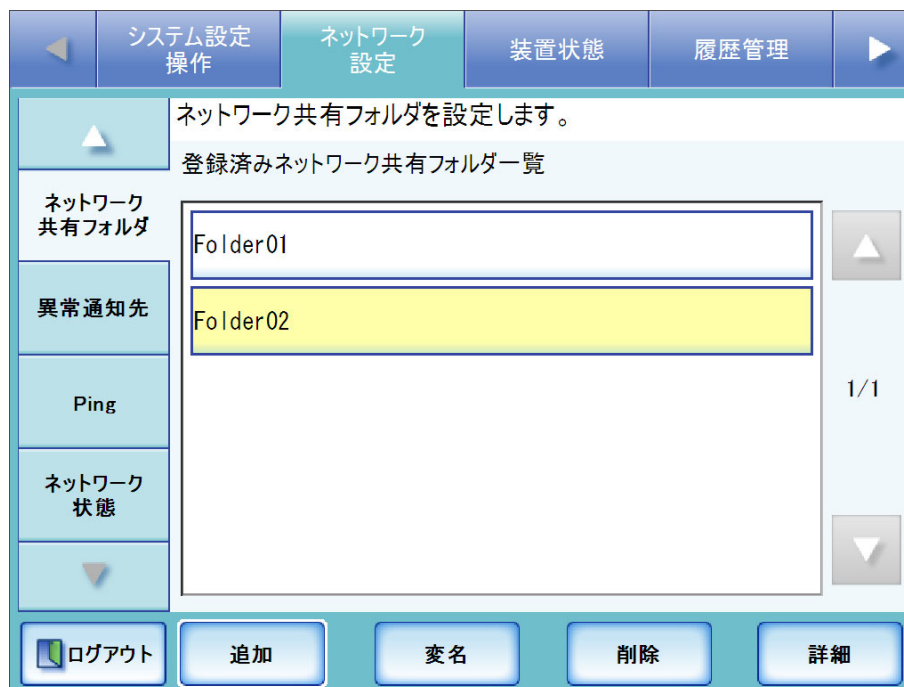 システム設定
操作
ネットワーク
設定
装置状態
履歴管理
ネットワーク共有フォルダを設定します。
登録済みネットワーク共有フォルダ一覧
ネットワーク
共有フォルダ
異常通知先
Ping
ネットワーク
状態
Folder01
Folder02
1/1
ログアウト
追加
変名
削除
詳細